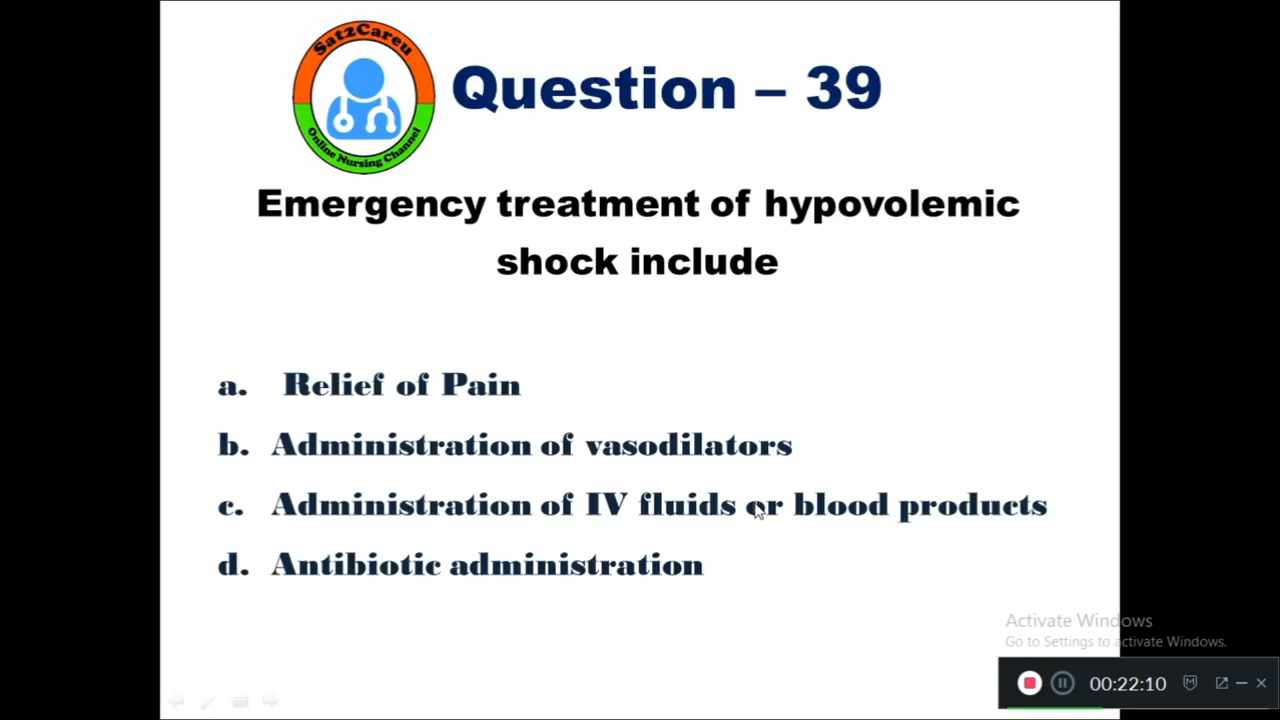 Sat2Careu
Online Nursing Channel
Question – 39
Emergency treatment of hypovolemic
shock include
a. Relief of Pain
b. Administration of vasodilators
c. Administration of IV fluids or blood products
d. Antibiotic administration
Activate Windows
Go to Settings to activate Windows.
00:22:10